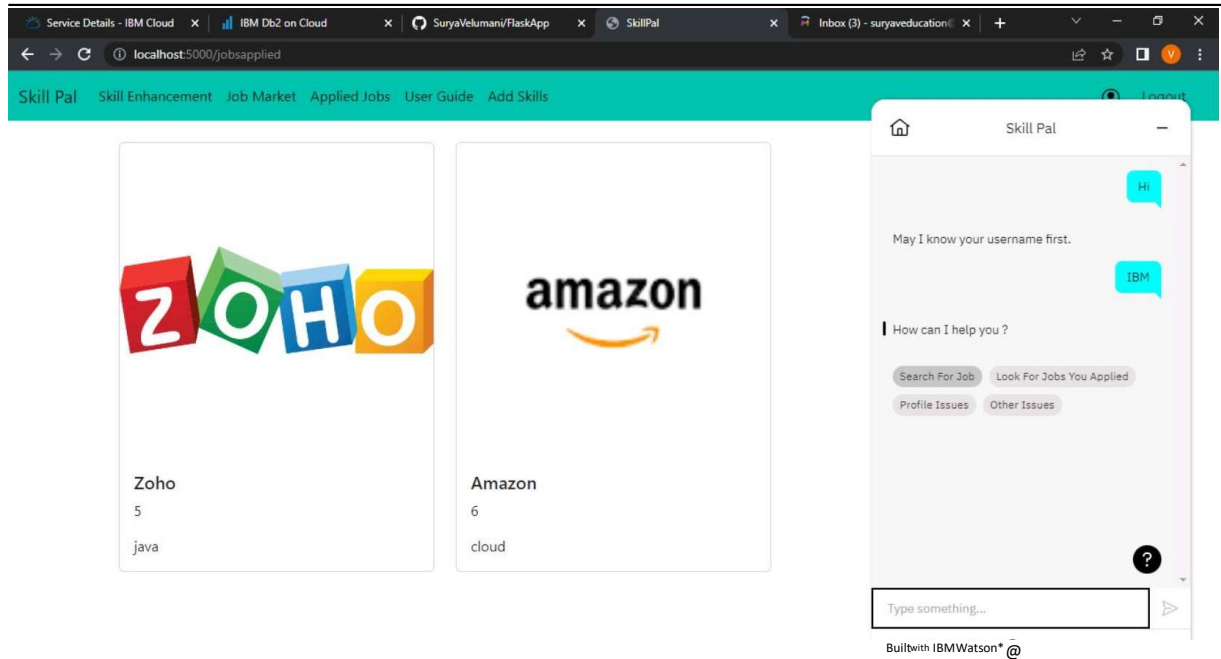 Service Details - IBM Cloud
IBM Db2 on Cloud
SuryaVelumani/FlaskApp
SkillPal
Inbox (3) - suryaveducation
localhost:5000/jobsapplied
V
Skill Pal Skill Enhancement Job Market Applied Jobs User Guide Add Skills Logout
ZOHO
Zoho
5
java
amazon
Amazon
6
cloud
Skill Pal
Hi
May I know your username first.
IBM
How can I help you ?
Search For Job Look For Jobs You Applied
Profile Issues Other Issues
?
Type something...
Builtwith IBMWatson* @